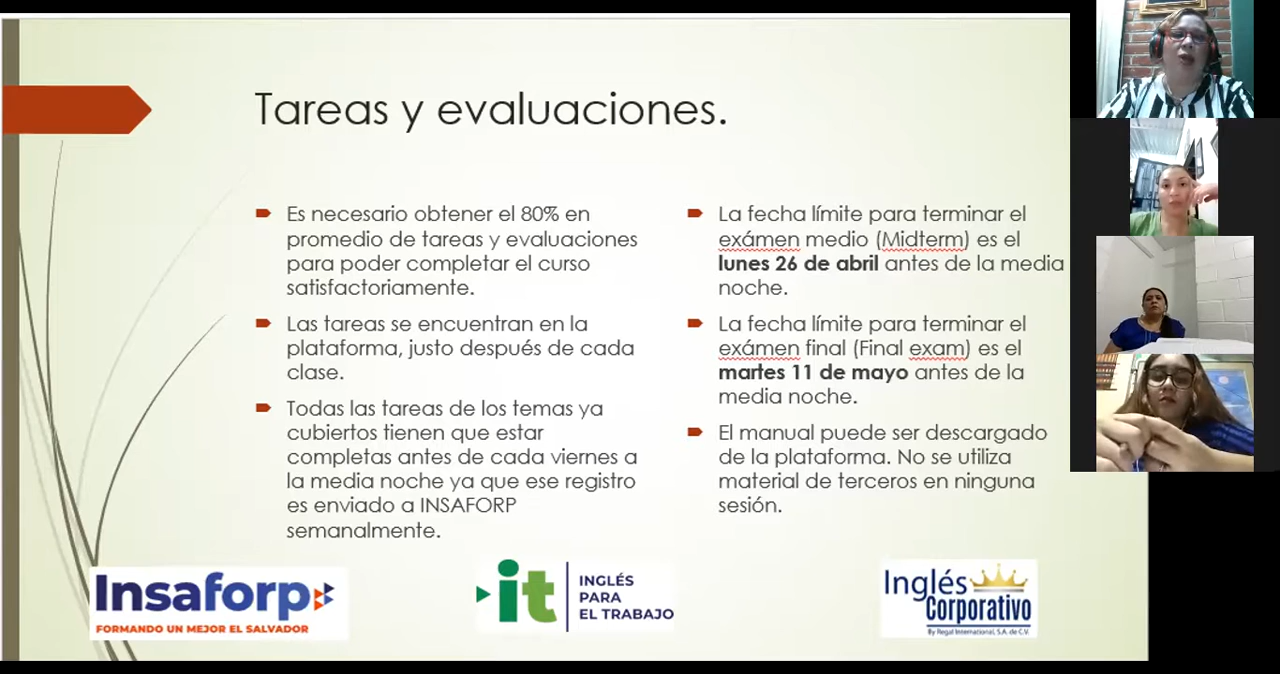 Tareas y evaluaciones.
Es necesario obtener el 80% en
promedio de tareas y evaluaciones
para poder completar el curso
satisfactoriamente.
Las tareas se encuentran en la
plataforma, justo después de cada
clase.
Todas las tareas de los temas ya
cubiertos tienen que estar
completas antes de cada viernes a
la media noche ya que ese registro
es enviado a INSAFORP
semanalmente.
La fecha límite para terminar el
exámen medio (Midterm) es el
lunes 26 de abril antes de la media
noche.
La fecha límite para terminar el
exámen final (Final exam) es el
martes 11 de mayo antes de la
media noche.
El manual puede ser descargado
de la plataforma. No se utiliza
material de terceros en ninguna
sesión.
Insaforp
FORMANDO UN MEJOR EL SALVADOR
it
INGLÉS
PARA
EL TRABAJO
Inglés
Corporativo
By Regal International, S.A. de C.V.